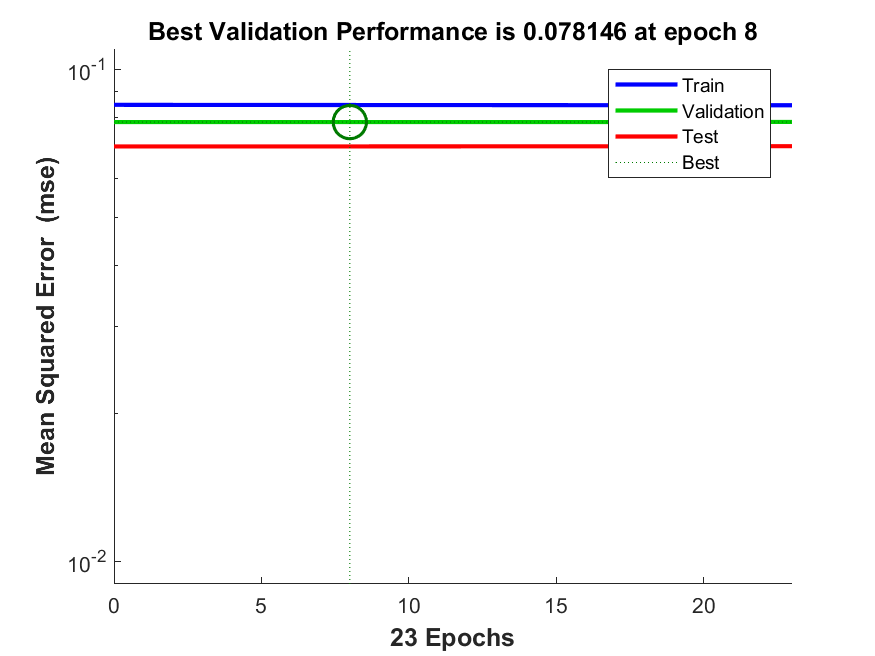 Best Validation Performance is 0.078146 at epoch 8
10^-1
Train
Validation
Test
Best
Mean Squared Error (mse)
10^-2
0 5 10 15 20
23 Epochs